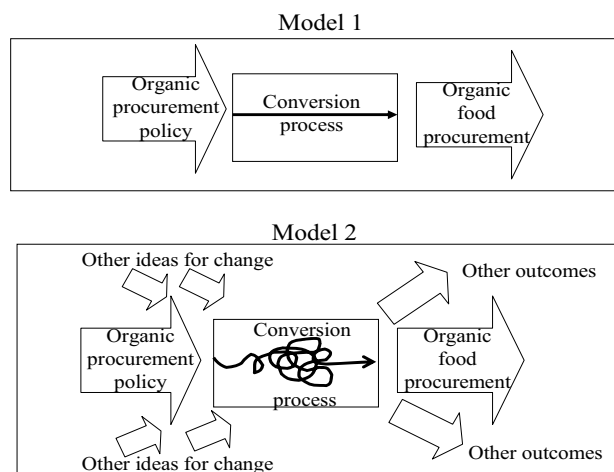 Model 1
Organic
procurement
policy
Conversion
process
Organic
food
procurement
Model 2
Other ideas for change
Other outcomes
Organic
procurement
policy
Conversion
process
Organic
food
procurement
Other ideas for change
Other outcomes